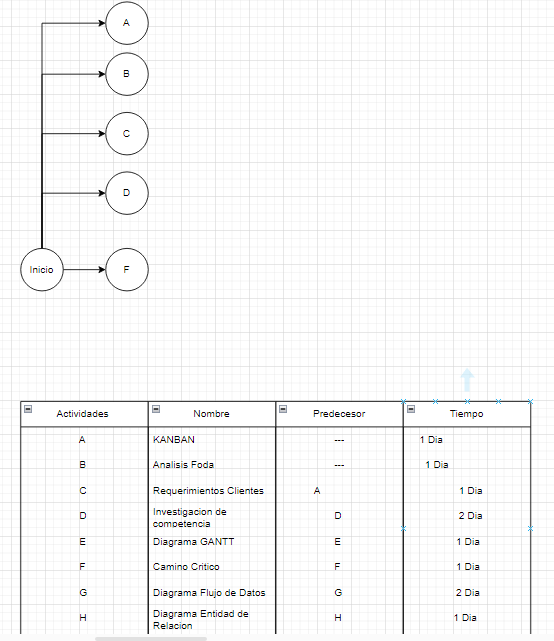 A
B
C
D
Inicio
F
Actividades Nombre Predecesor Tiempo
A KANBAN --- 1 Dia
B Analisis Foda --- 1 Dia
C Requerimientos Clientes A 1 Dia
D Investigacion de competencia D 2 Dia
E Diagrama GANTT E 1 Dia
F Camino Critico F 1 Dia
G Diagrama Flujo de Datos G 2 Dia
H Diagrama Entidad de Relacion H 1 Dia